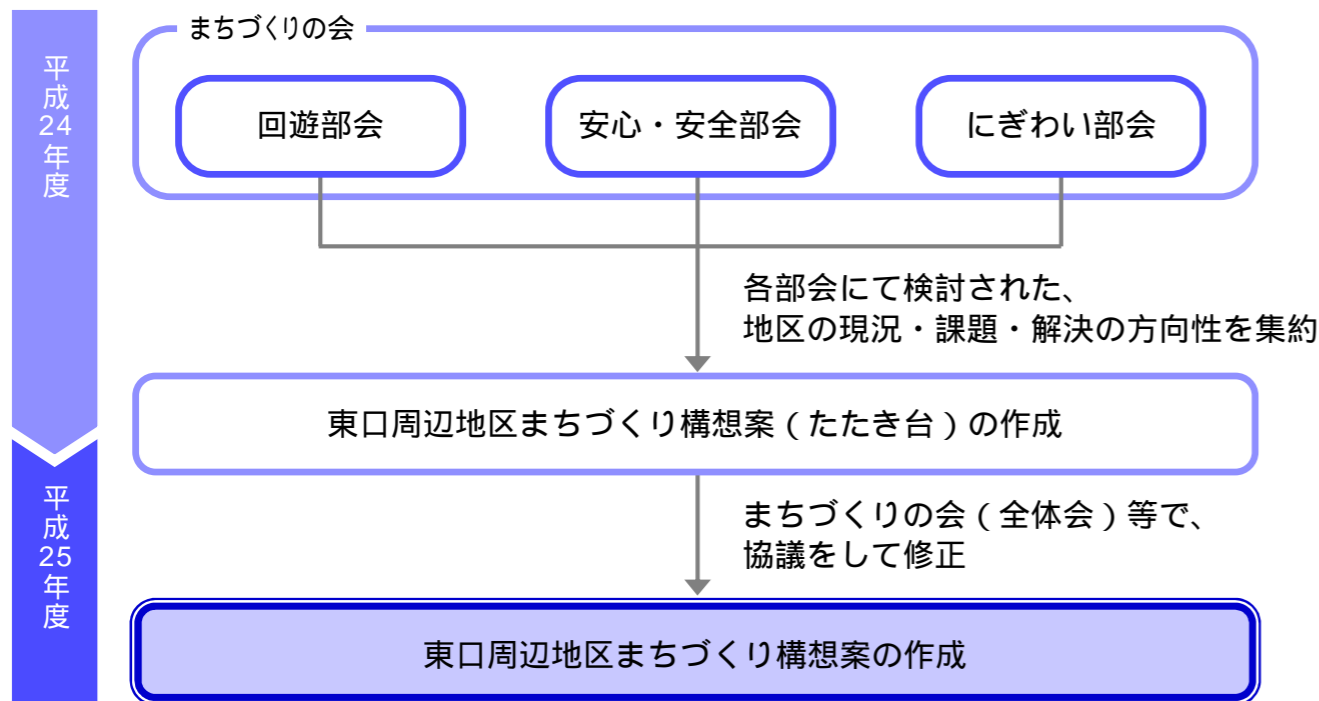 平成24年度
まちづくりの会
回遊部会
安心・安全部会
にぎわい部会
各部会にて検討された、
地区の現況・課題・解決の方向性を集約
東口周辺地区まちづくり構想案（たたき台）の作成
平成25年度
まちづくりの会（全体会）等で、
協議をして修正
東口周辺地区まちづくり構想案の作成